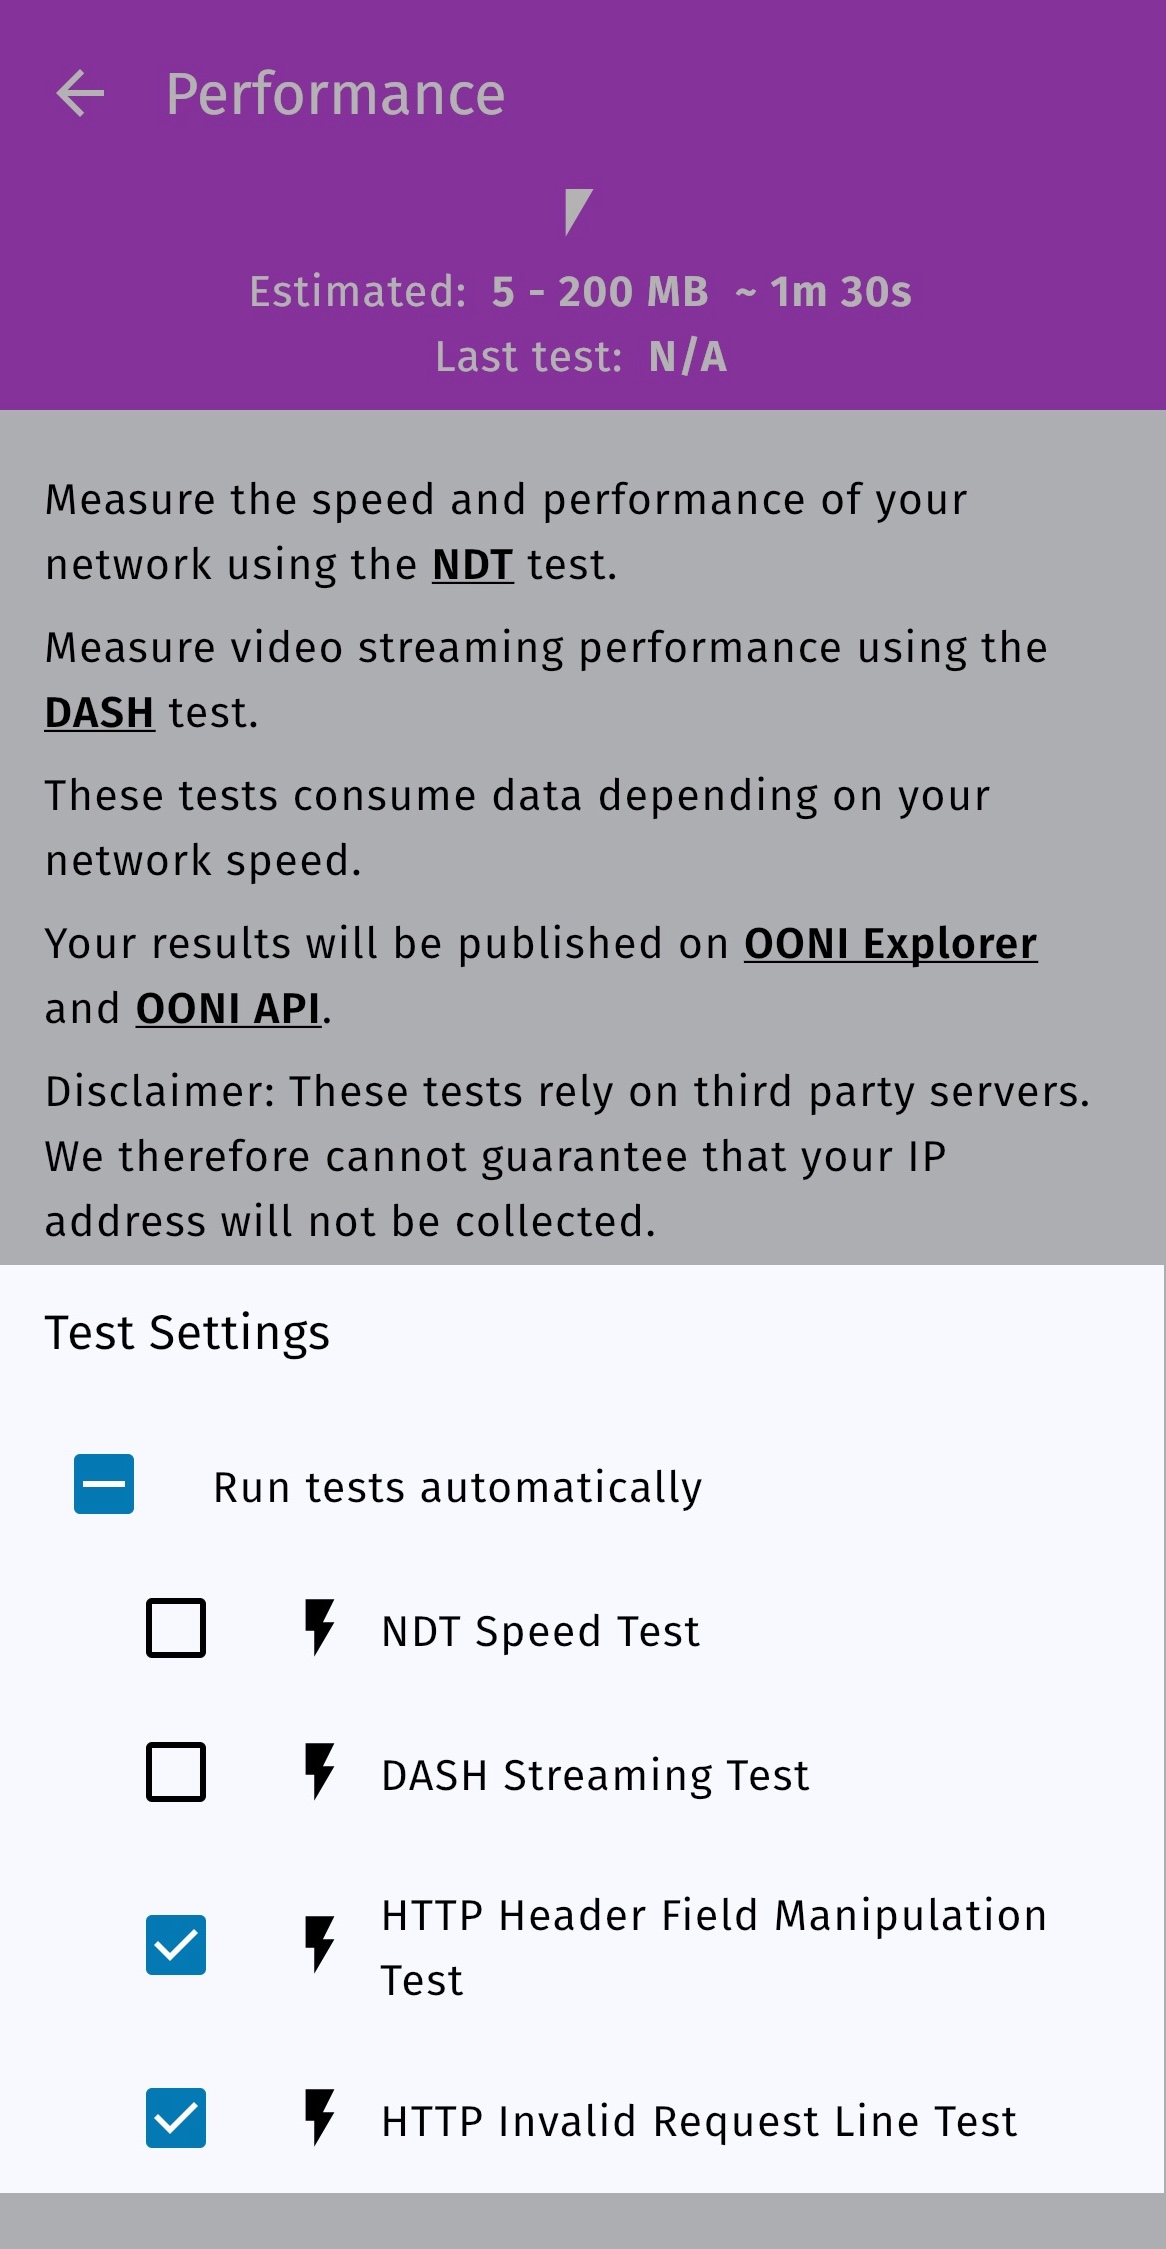 Performance
Estimated: 5 - 200 MB ~ 1m 30s
Last test: N/A
Measure the speed and performance of your
network using the NDT test.
Measure video streaming performance using the
DASH test.
These tests consume data depending on your
network speed.
Your results will be published on OONI Explorer
and OONI API.
Disclaimer: These tests rely on third party servers.
We therefore cannot guarantee that your IP
address will not be collected.
Test Settings
Run tests automatically
NDT Speed Test
DASH Streaming Test
HTTP Header Field Manipulation
Test
HTTP Invalid Request Line Test